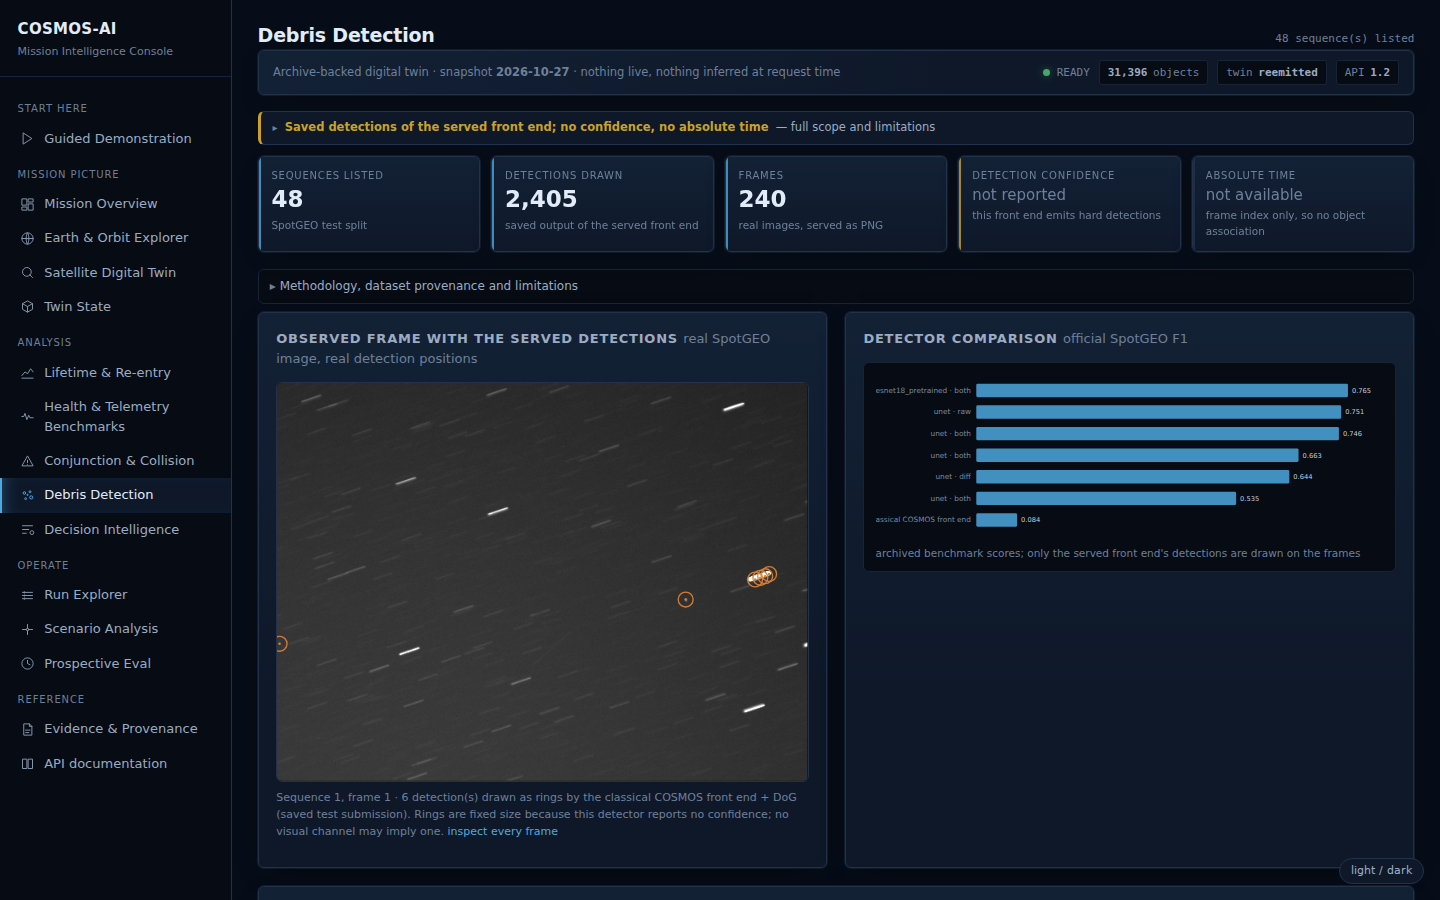 COSMOS-AI
Mission Intelligence Console
START HERE
Guided Demonstration
MISSION PICTURE
Mission Overview
Earth & Orbit Explorer
Satellite Digital Twin
Twin State
ANALYSIS
Lifetime & Re-entry
Health & Telemetry
Benchmarks
Conjunction & Collision
Debris Detection
Decision Intelligence
OPERATE
Run Explorer
Scenario Analysis
Prospective Eval
REFERENCE
Evidence & Provenance
API documentation
Debris Detection
48 sequence(s) listed
Archive-backed digital twin · snapshot 2026-10-27 · nothing live, nothing inferred at request time
READY
31,396 objects
twin reemitted
API 1.2
▸ Saved detections of the served front end; no confidence, no absolute time — full scope and limitations
SEQUENCES LISTED
48
SpotGEO test split
DETECTIONS DRAWN
2,405
saved output of the served front end
FRAMES
240
real images, served as PNG
DETECTION CONFIDENCE
not reported
this front end emits hard detections
ABSOLUTE TIME
not available
frame index only, so no object
association
▸ Methodology, dataset provenance and limitations
OBSERVED FRAME WITH THE SERVED DETECTIONS real SpotGEO
image, real detection positions
Sequence 1, frame 1 · 6 detection(s) drawn as rings by the classical COSMOS front end + DoG
(saved test submission). Rings are fixed size because this detector reports no confidence; no
visual channel may imply one. inspect every frame
DETECTOR COMPARISON official SpotGEO F1
esnet18_pretrained · both 0.765
unet · raw 0.751
unet · both 0.746
unet · both 0.663
unet · diff 0.644
unet · both 0.535
assical COSMOS front end 0.084
archived benchmark scores; only the served front end's detections are drawn on the frames
light / dark